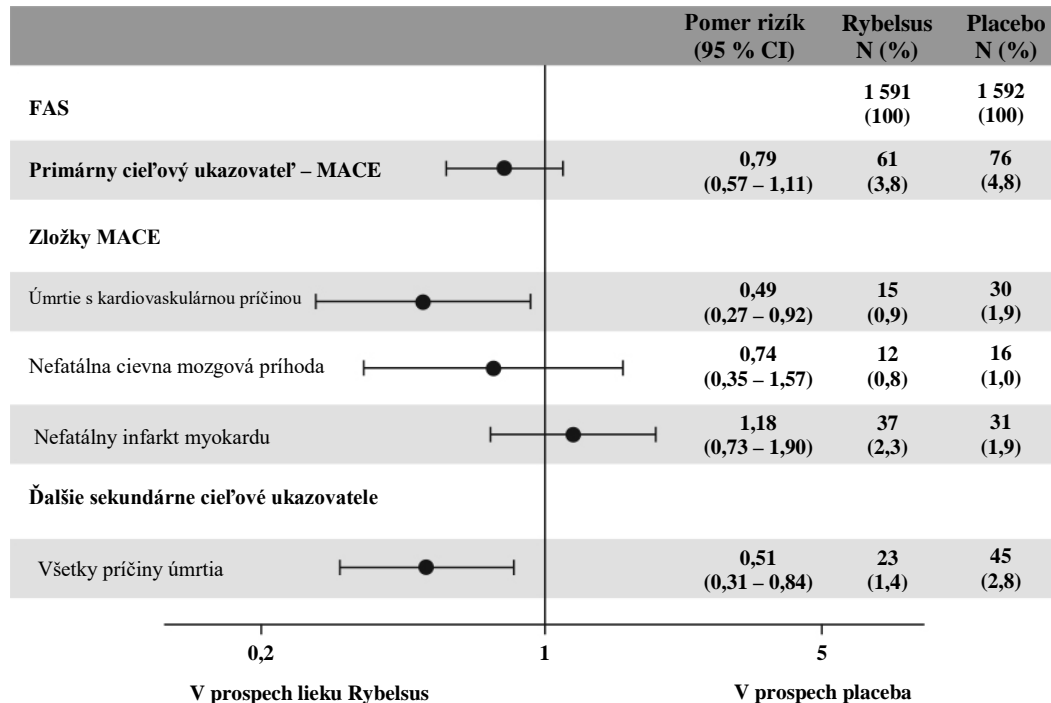 Pomer rizík Rybelsus Placebo
(95 % CI) N (%) N (%)
1 591 1 592
FAS
(100) (100)
0,79 61 76
Primárny cieľový ukazovateľ – MACE
(0,57 – 1,11) (3,8) (4,8)
Zložky MACE
0,49 15 30
Úmrtie s kardiovaskulárnou príčinou
(0,27 – 0,92) (0,9) (1,9)
0,74 12 16
Nefatálna cievna mozgová príhoda
(0,35 – 1,57) (0,8) (1,0)
1,18 37 31
Nefatálny infarkt myokardu
(0,73 – 1,90) (2,3) (1,9)
Ďalšie sekundárne cieľové ukazovatele
0,51 23 45
Všetky príčiny úmrtia
(0,31 – 0,84) (1,4) (2,8)
0,2 1 5
V prospech lieku Rybelsus V prospech placeba